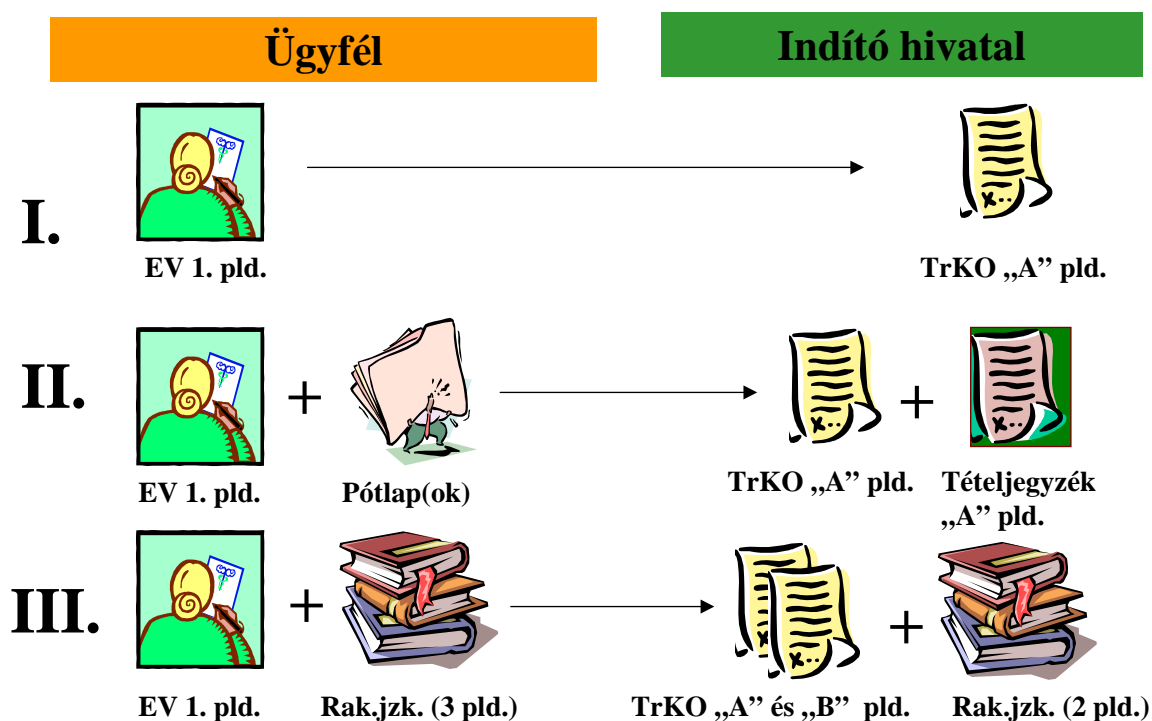 Ügyfél
Indító hivatal
I.
EV 1. pld.
TrKO „A” pld.
II.
+
+
EV 1. pld.
Pótlap(ok)
TrKO „A” pld.
Tételjegyzék
„A” pld.
III.
+
+
EV 1. pld.
Rak.jzk. (3 pld.)
TrKO „A” és „B” pld.
Rak.jzk. (2 pld.)